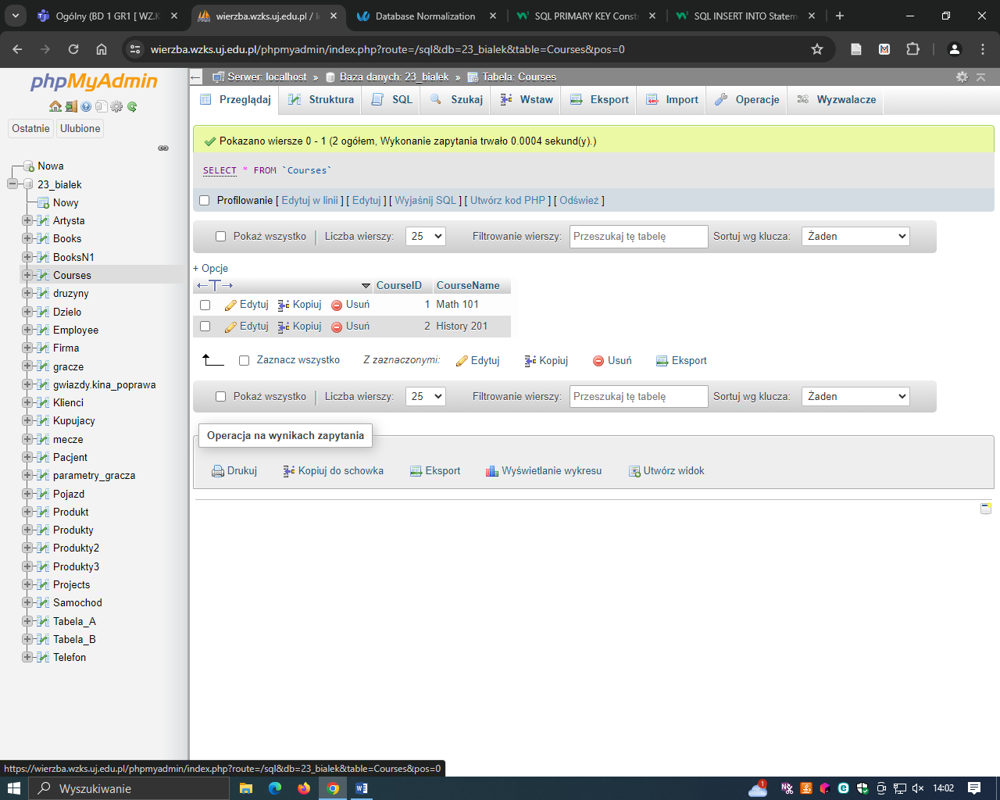 Ogólny (BD 1 GR1 [ WZ.K
wierzba.wzks.uj.edu.pl /
Database Normalization
SQL PRIMARY KEY Const
SQL INSERT INTO Statem
wierzba.wzks.uj.edu.pl/phpmyadmin/index.php?route=/sql&db=23_bialek&table=Courses&pos=0
phpMyAdmin
Ostatnie Ulubione
Nowa
23_bialek
Nowy
Artysta
Books
BooksN1
Courses
druzyny
Dzielo
Employee
Firma
gracze
gwiazdy.kina_poprawa
Klienci
Kupujacy
mecze
Pacjent
parametry_gracza
Pojazd
Produkt
Produkty
Produkty2
Produkty3
Projects
Samochod
Tabela_A
Tabela_B
Telefon
Serwer: localhost » Baza danych: 23_bialek » Tabela: Courses
Przeglądaj Struktura SQL Szukaj Wstaw Eksport Import Operacje Wyzwalacze
Pokazano wiersze 0 - 1 (2 ogółem, Wykonanie zapytania trwało 0.0004 sekund(y).)
SELECT * FROM `Courses`
Profilowanie [ Edytuj w linii ] [ Edytuj ] [ Wyjaśnij SQL ] [ Utwórz kod PHP ] [ Odśwież ]
Pokaż wszystko Liczba wierszy: 25 Filtrowanie wierszy: Przeszukaj tę tabelę Sortuj wg klucza: Żaden
+ Opcje
CourseID CourseName
Edytuj Kopiuj Usuń 1 Math 101
Edytuj Kopiuj Usuń 2 History 201
Zaznacz wszystko Z zaznaczonymi: Edytuj Kopiuj Usuń Eksport
Pokaż wszystko Liczba wierszy: 25 Filtrowanie wierszy: Przeszukaj tę tabelę Sortuj wg klucza: Żaden
Operacja na wynikach zapytania
Drukuj Kopiuj do schowka Eksport Wyświetlanie wykresu Utwórz widok
https://wierzba.wzks.uj.edu.pl/phpmyadmin/index.php?route=/sql&db=23_bialek&table=Courses&pos=0
Wyszukiwanie
1
14:02